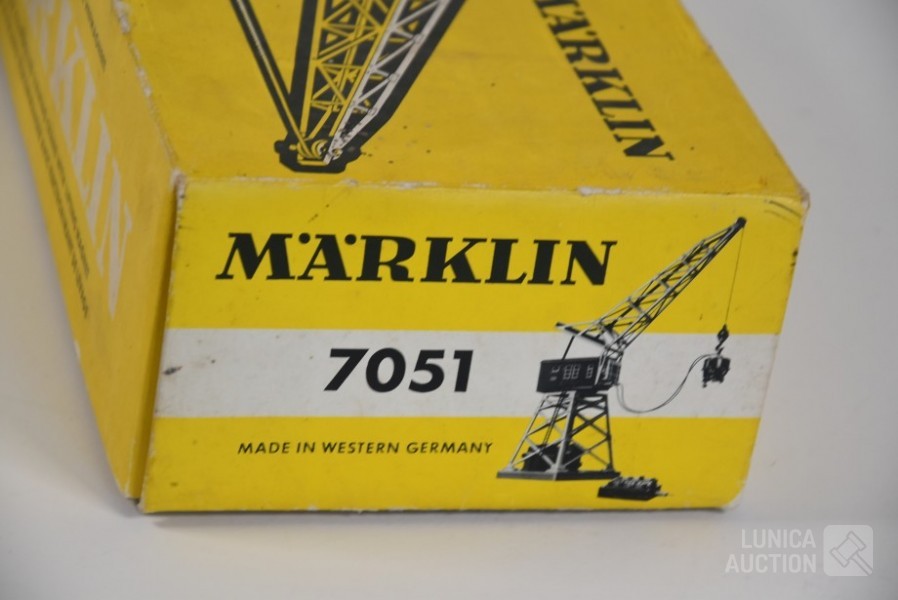 MÄRKLIN
MÄRKLIN
7051
MADE IN WESTERN GERMANY
LUNICA
AUCTION